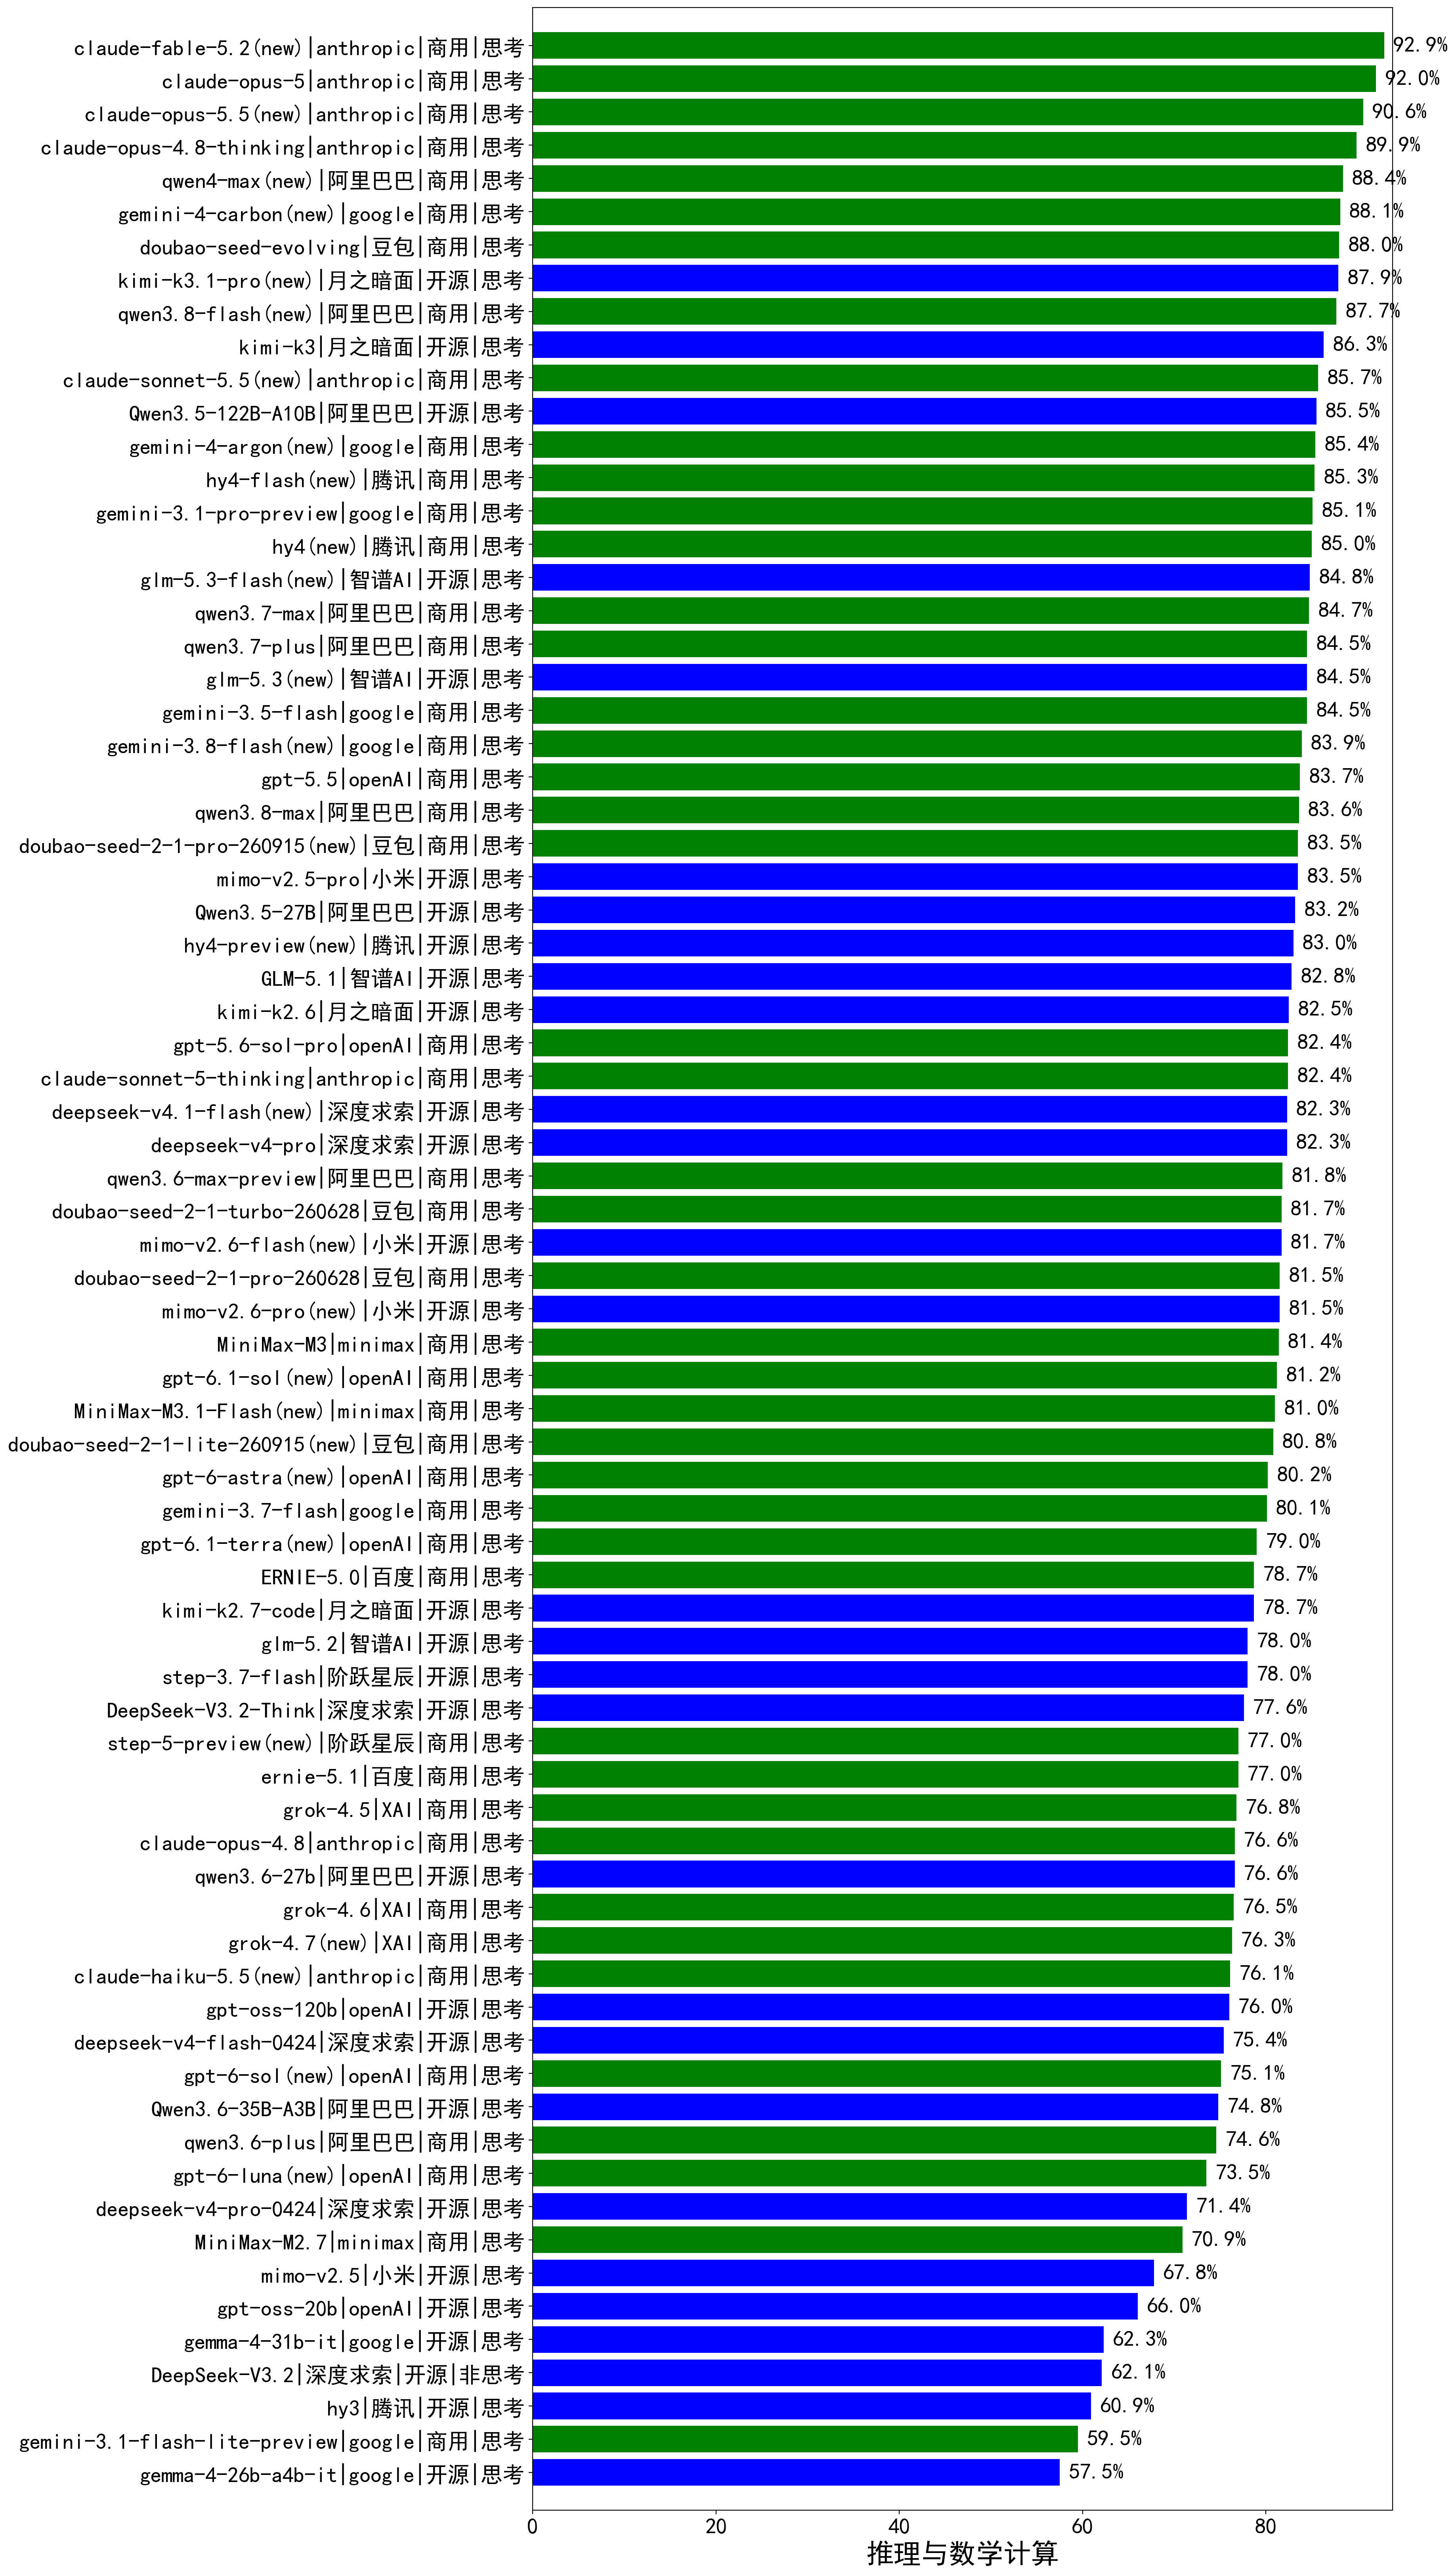 claude-fable-5.2(new)|anthropic|商用|思考 92.9%
claude-opus-5|anthropic|商用|思考 92.0%
claude-opus-5.5(new)|anthropic|商用|思考 90.6%
claude-opus-4.8-thinking|anthropic|商用|思考 89.9%
qwen4-max(new)|阿里巴巴|商用|思考 88.4%
gemini-4-carbon(new)|google|商用|思考 88.1%
doubao-seed-evolving|豆包|商用|思考 88.0%
kimi-k3.1-pro(new)|月之暗面|开源|思考 87.9%
qwen3.8-flash(new)|阿里巴巴|商用|思考 87.7%
kimi-k3|月之暗面|开源|思考 86.3%
claude-sonnet-5.5(new)|anthropic|商用|思考 85.7%
Qwen3.5-122B-A10B|阿里巴巴|开源|思考 85.5%
gemini-4-argon(new)|google|商用|思考 85.4%
hy4-flash(new)|腾讯|商用|思考 85.3%
gemini-3.1-pro-preview|google|商用|思考 85.1%
hy4(new)|腾讯|商用|思考 85.0%
glm-5.3-flash(new)|智谱AI|开源|思考 84.8%
qwen3.7-max|阿里巴巴|商用|思考 84.7%
qwen3.7-plus|阿里巴巴|商用|思考 84.5%
glm-5.3(new)|智谱AI|开源|思考 84.5%
gemini-3.5-flash|google|商用|思考 84.5%
gemini-3.8-flash(new)|google|商用|思考 83.9%
gpt-5.5|openAI|商用|思考 83.7%
qwen3.8-max|阿里巴巴|商用|思考 83.6%
doubao-seed-2-1-pro-260915(new)|豆包|商用|思考 83.5%
mimo-v2.5-pro|小米|开源|思考 83.5%
Qwen3.5-27B|阿里巴巴|开源|思考 83.2%
hy4-preview(new)|腾讯|开源|思考 83.0%
GLM-5.1|智谱AI|开源|思考 82.8%
kimi-k2.6|月之暗面|开源|思考 82.5%
gpt-5.6-sol-pro|openAI|商用|思考 82.4%
claude-sonnet-5-thinking|anthropic|商用|思考 82.4%
deepseek-v4.1-flash(new)|深度求索|开源|思考 82.3%
deepseek-v4-pro|深度求索|开源|思考 82.3%
qwen3.6-max-preview|阿里巴巴|商用|思考 81.8%
doubao-seed-2-1-turbo-260628|豆包|商用|思考 81.7%
mimo-v2.6-flash(new)|小米|开源|思考 81.7%
doubao-seed-2-1-pro-260628|豆包|商用|思考 81.5%
mimo-v2.6-pro(new)|小米|开源|思考 81.5%
MiniMax-M3|minimax|商用|思考 81.4%
gpt-6.1-sol(new)|openAI|商用|思考 81.2%
MiniMax-M3.1-Flash(new)|minimax|商用|思考 81.0%
doubao-seed-2-1-lite-260915(new)|豆包|商用|思考 80.8%
gpt-6-astra(new)|openAI|商用|思考 80.2%
gemini-3.7-flash|google|商用|思考 80.1%
gpt-6.1-terra(new)|openAI|商用|思考 79.0%
ERNIE-5.0|百度|商用|思考 78.7%
kimi-k2.7-code|月之暗面|开源|思考 78.7%
glm-5.2|智谱AI|开源|思考 78.0%
step-3.7-flash|阶跃星辰|开源|思考 78.0%
DeepSeek-V3.2-Think|深度求索|开源|思考 77.6%
step-5-preview(new)|阶跃星辰|商用|思考 77.0%
ernie-5.1|百度|商用|思考 77.0%
grok-4.5|XAI|商用|思考 76.8%
claude-opus-4.8|anthropic|商用|思考 76.6%
qwen3.6-27b|阿里巴巴|开源|思考 76.6%
grok-4.6|XAI|商用|思考 76.5%
grok-4.7(new)|XAI|商用|思考 76.3%
claude-haiku-5.5(new)|anthropic|商用|思考 76.1%
gpt-oss-120b|openAI|开源|思考 76.0%
deepseek-v4-flash-0424|深度求索|开源|思考 75.4%
gpt-6-sol(new)|openAI|商用|思考 75.1%
Qwen3.6-35B-A3B|阿里巴巴|开源|思考 74.8%
qwen3.6-plus|阿里巴巴|商用|思考 74.6%
gpt-6-luna(new)|openAI|商用|思考 73.5%
deepseek-v4-pro-0424|深度求索|开源|思考 71.4%
MiniMax-M2.7|minimax|商用|思考 70.9%
mimo-v2.5|小米|开源|思考 67.8%
gpt-oss-20b|openAI|开源|思考 66.0%
gemma-4-31b-it|google|开源|思考 62.3%
DeepSeek-V3.2|深度求索|开源|非思考 62.1%
hy3|腾讯|开源|思考 60.9%
gemini-3.1-flash-lite-preview|google|商用|思考 59.5%
gemma-4-26b-a4b-it|google|开源|思考 57.5%
0 20 40 60 80
推理与数学计算